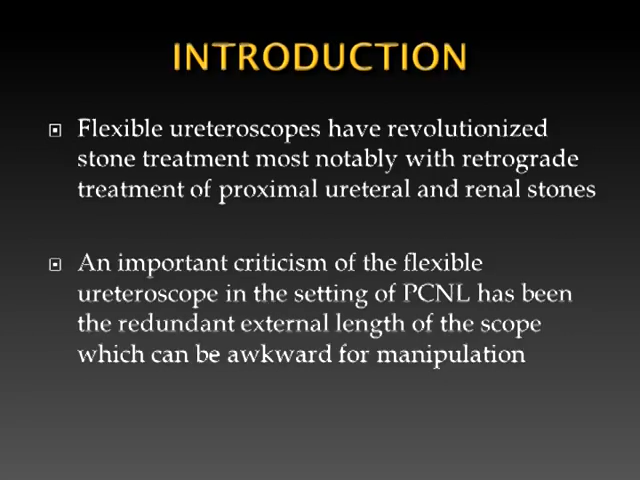 INTRODUCTION
Flexible ureteroscopes have revolutionized
stone treatment most notably with retrograde
treatment of proximal ureteral and renal stones
An important criticism of the flexible
ureteroscope in the setting of PCNL has been
the redundant external length of the scope
which can be awkward for manipulation